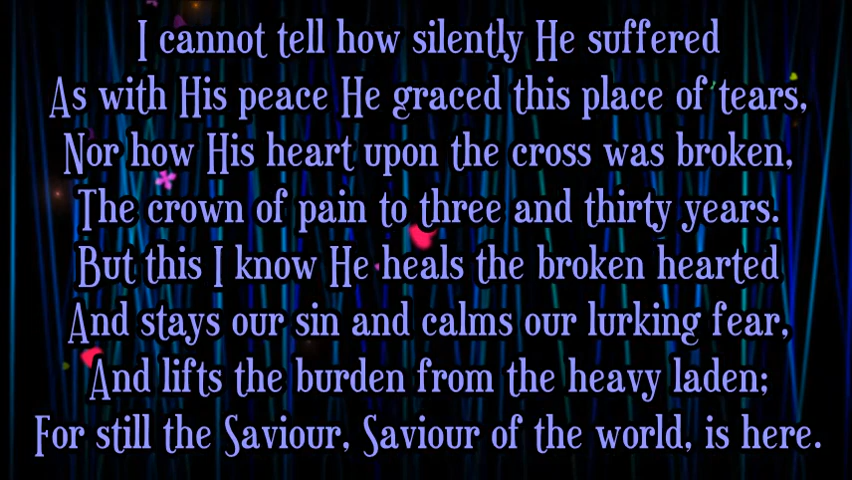 I cannot tell how silently He suffered
As with His peace He graced this place of tears,
Nor how His heart upon the cross was broken,
The crown of pain to three and thirty years.
But this I know He heals the broken hearted
And stays our sin and calms our lurking fear,
And lifts the burden from the heavy laden;
For still the Saviour, Saviour of the world, is here.